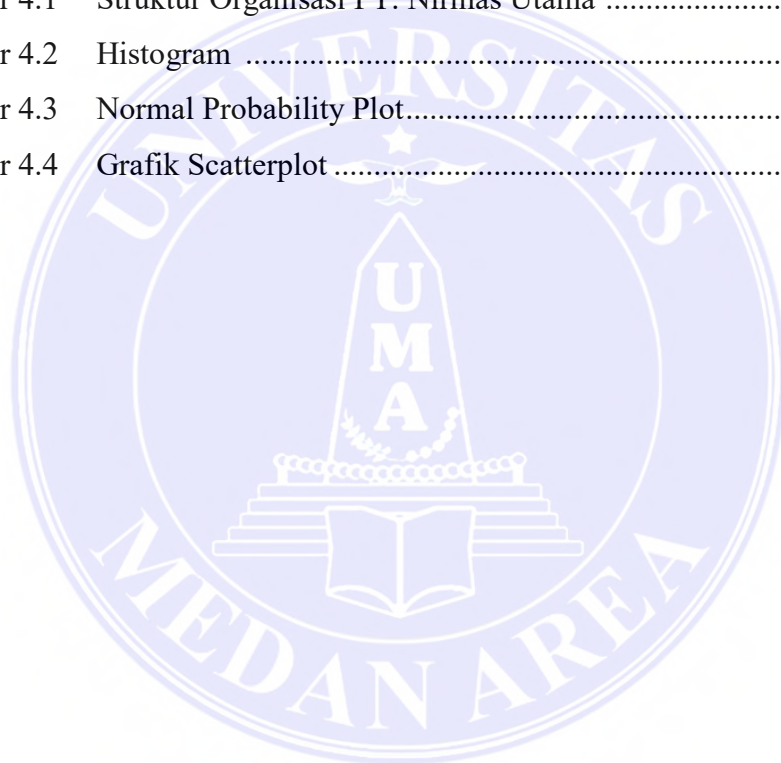 r 4.1 Struktur Organisasi PT. Nirmas Utama ........................
r 4.2 Histogram ....................................................................
r 4.3 Normal Probability Plot................................................
r 4.4 Grafik Scatterplot .........................................................
UNIVERSITAS
U
M
A
MEDAN AREA